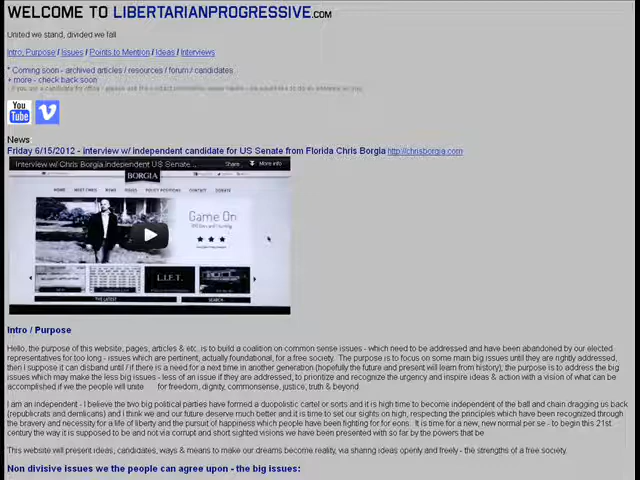 WELCOME TO LIBERTARIANPROGRESSIVE.COM
United we stand, divided we fall
Intro, Purpose / Issues / Points to Mention / Ideas / Interviews
* Coming soon - archived articles / resources / forum / candidates
+ more - check back soon
You Tube
News
Friday 6/15/2012 - interview w/ independent candidate for US Senate from Florida Chris Borgia http://chrisborgia.com
Interview w/ Chris Borgia independent US Senate... Share More info
BORGIA
HOME MEET CHRIS NEWS VIDEO POLICY POSITIONS CONTACT DONATE
Game On
L.I.F.T.
THE LATEST SEARCH
Intro / Purpose
Hello, the purpose of this website, pages, articles & etc. is to build a coalition on common sense issues - which need to be addressed and have been abandoned by our elected
representatives for too long - issues which are pertinent, actually foundational, for a free society. The purpose is to focus on some main big issues until they are rightly addressed,
then i suppose it can disband until / if there is a need for a next time in another generation (hopefully the future and present will learn from history); the purpose is to address the big
issues which may make the less big issues - less of an issue if they are addressed, to prioritize and recognize the urgency and inspire ideas & action with a vision of what can be
accomplished if we the people will unite for freedom, dignity, commonsense, justice, truth & beyond
I am an independent - I believe the two big political parties have formed a duopolistic cartel or sorts and it is high time to become independent of the ball and chain dragging us back
(republicrats and demlicans) and i think we and our future deserve much better and it is time to set our sights on high, respecting the principles which have been recognized through
the bravery and necessity for a life of liberty and the pursuit of happiness which people have been fighting for for eons. It is time for a new, new normal per se - to begin this 21st
century the way it is supposed to be and not via corrupt and short sighted visions we have been presented with so far by the powers that be
This website will present ideas, candidates, ways & means to make our dreams become reality, via sharing ideas openly and freely - the strengths of a free society.
Non divisive issues we the people can agree upon - the big issues: